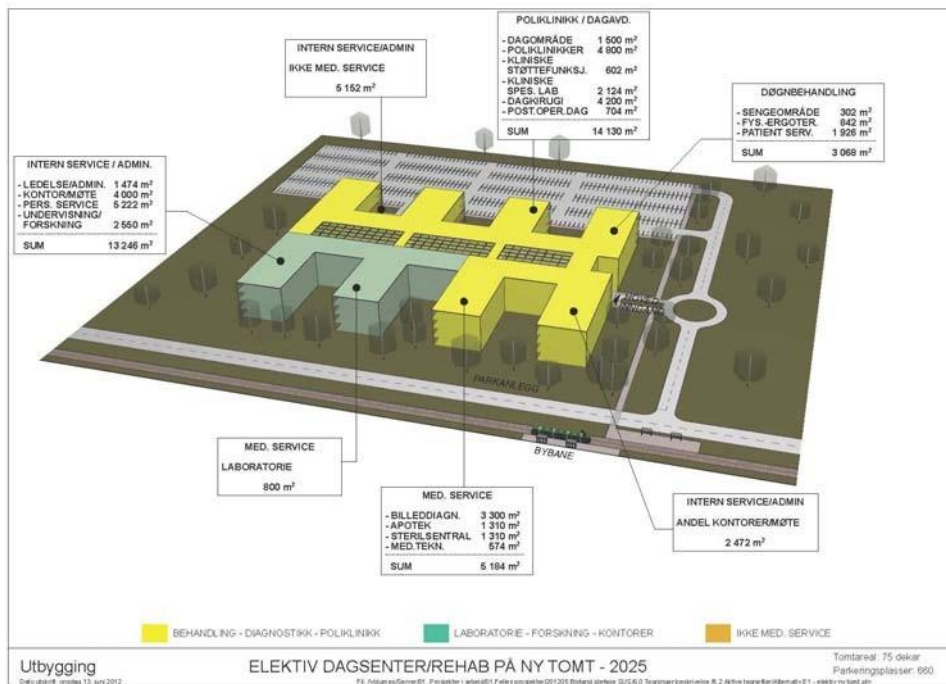 POLIKLINIKK / DAGAVD.
- DAGOMRÅDE 1 500 m²
- POLIKLINIKKER 4 800 m²
- KLINISKE
STØTTEFUNKSJ. 602 m²
- KLINISKE
SPES. LAB 2 124 m²
- DAGKIRUGI 4 200 m²
- POST.OPER.DAG 704 m²
SUM 14 130 m²
INTERN SERVICE/ADMIN
IKKE MED. SERVICE
5 152 m²
DØGNBEHANDLING
- SENGEOMRÅDE 302 m²
- FYS.-ERGOTER. 842 m²
- PATIENT SERV. 1 926 m²
SUM 3 068 m²
INTERN SERVICE / ADMIN.
- LEDELSE/ADMIN. 1 474 m²
- KONTOR/MØTE 4 000 m²
- PERS. SERVICE 5 222 m²
- UNDERVISNING/
FORSKNING 2 550 m²
SUM 13 246 m²
PARKANLEGG
BYBANE
MED. SERVICE
LABORATORIE
800 m²
MED. SERVICE
- BILLEDDIAGN. 3 300 m²
- APOTEK 1 310 m²
- STERILSENTRAL 1 310 m²
- MED.TEKN. 574 m²
SUM 5 184 m²
INTERN SERVICE/ADMIN
ANDEL KONTORER/MØTE
2 472 m²
BEHANDLING - DIAGNOSTIKK - POLIKLINIKK
LABORATORIE - FORSKNING - KONTORER
IKKE MED. SERVICE
Utbygging
ELEKTIV DAGSENTER/REHAB PÅ NY TOMT - 2025
Tomtareal: 75 dekar
Parkeringsplasser: 660
Dato utskrift: onsdag 13. juni 2012